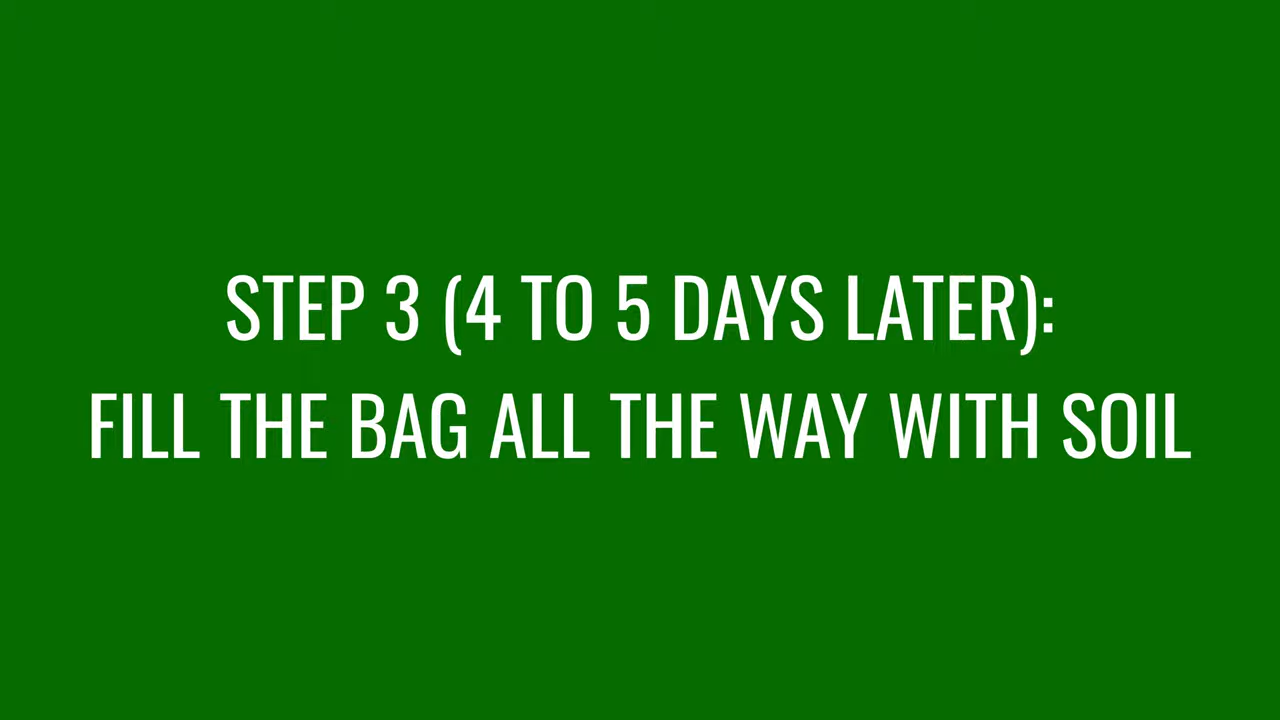 STEP 3 (4 TO 5 DAYS LATER):
FILL THE BAG ALL THE WAY WITH SOIL